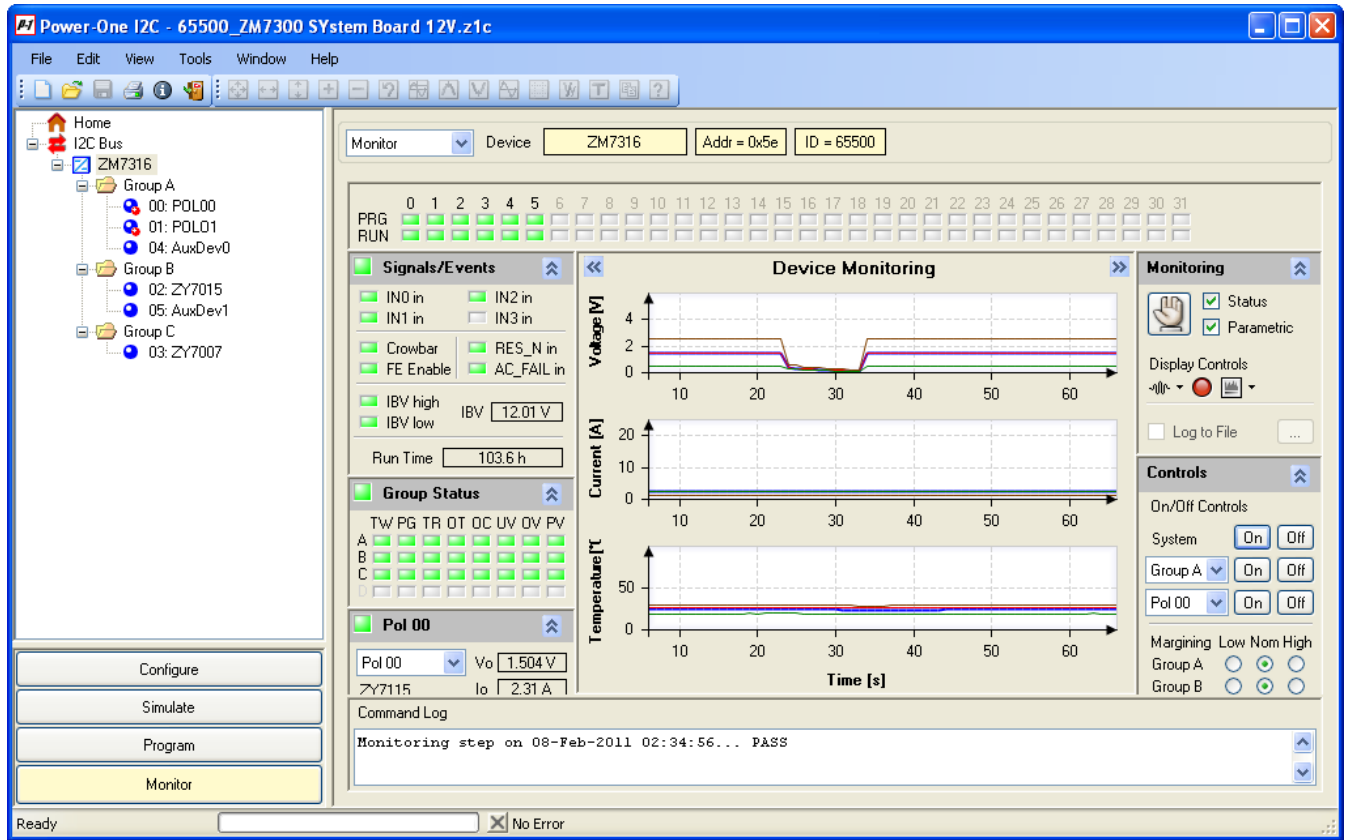 Power-One I2C - 65500_ZM7300 SYstem Board 12V.z1c
File Edit View Tools Window Help
Home
I2C Bus
ZM7316
Group A
00: POL00
01: POL01
04: AuxDev0
Group B
02: ZY7015
05: AuxDev1
Group C
03: ZY7007
Configure
Simulate
Program
Monitor
Monitor Device ZM7316 Addr = 0x5e ID = 65500
0 1 2 3 4 5 6 7 8 9 10 11 12 13 14 15 16 17 18 19 20 21 22 23 24 25 26 27 28 29 30 31
PRG
RUN
Signals/Events
IN0 in IN2 in
IN1 in IN3 in
Crowbar RES_N in
FE Enable AC_FAIL in
IBV high
IBV 12.01 V
IBV low
Run Time 103.6 h
Group Status
TW PG TR OT OC UV OV PV
A
B
C
D
Pol 00
Pol 00 Vo 1.504 V
ZY7115 Io 2.31 A
Device Monitoring
Voltage [V]
4
2
0
10 20 30 40 50 60
Current [A]
20
10
0
10 20 30 40 50 60
Temperature[°C
50
0
10 20 30 40 50 60
Time [s]
Monitoring
Status
Parametric
Display Controls
Log to File ...
Controls
On/Off Controls
System On Off
Group A On Off
Pol 00 On Off
Margining Low Nom High
Group A
Group B
Command Log
Monitoring step on 08-Feb-2011 02:34:56... PASS
Ready No Error